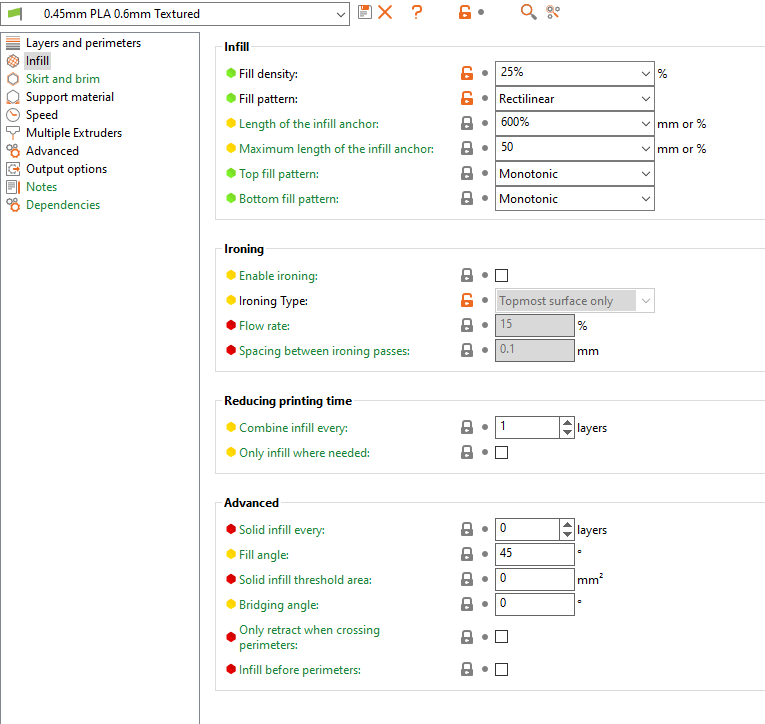 0.45mm PLA 0.6mm Textured
?
Layers and perimeters
Infill
Skirt and brim
Support material
Speed
Multiple Extruders
Advanced
Output options
Notes
Dependencies
Infill
Fill density: 25% %
Fill pattern: Rectilinear
Length of the infill anchor: 600% mm or %
Maximum length of the infill anchor: 50 mm or %
Top fill pattern: Monotonic
Bottom fill pattern: Monotonic
Ironing
Enable ironing:
Ironing Type: Topmost surface only
Flow rate: 15 %
Spacing between ironing passes: 0.1 mm
Reducing printing time
Combine infill every: 1 layers
Only infill where needed:
Advanced
Solid infill every: 0 layers
Fill angle: 45 °
Solid infill threshold area: 0 mm²
Bridging angle: 0 °
Only retract when crossing
perimeters:
Infill before perimeters: